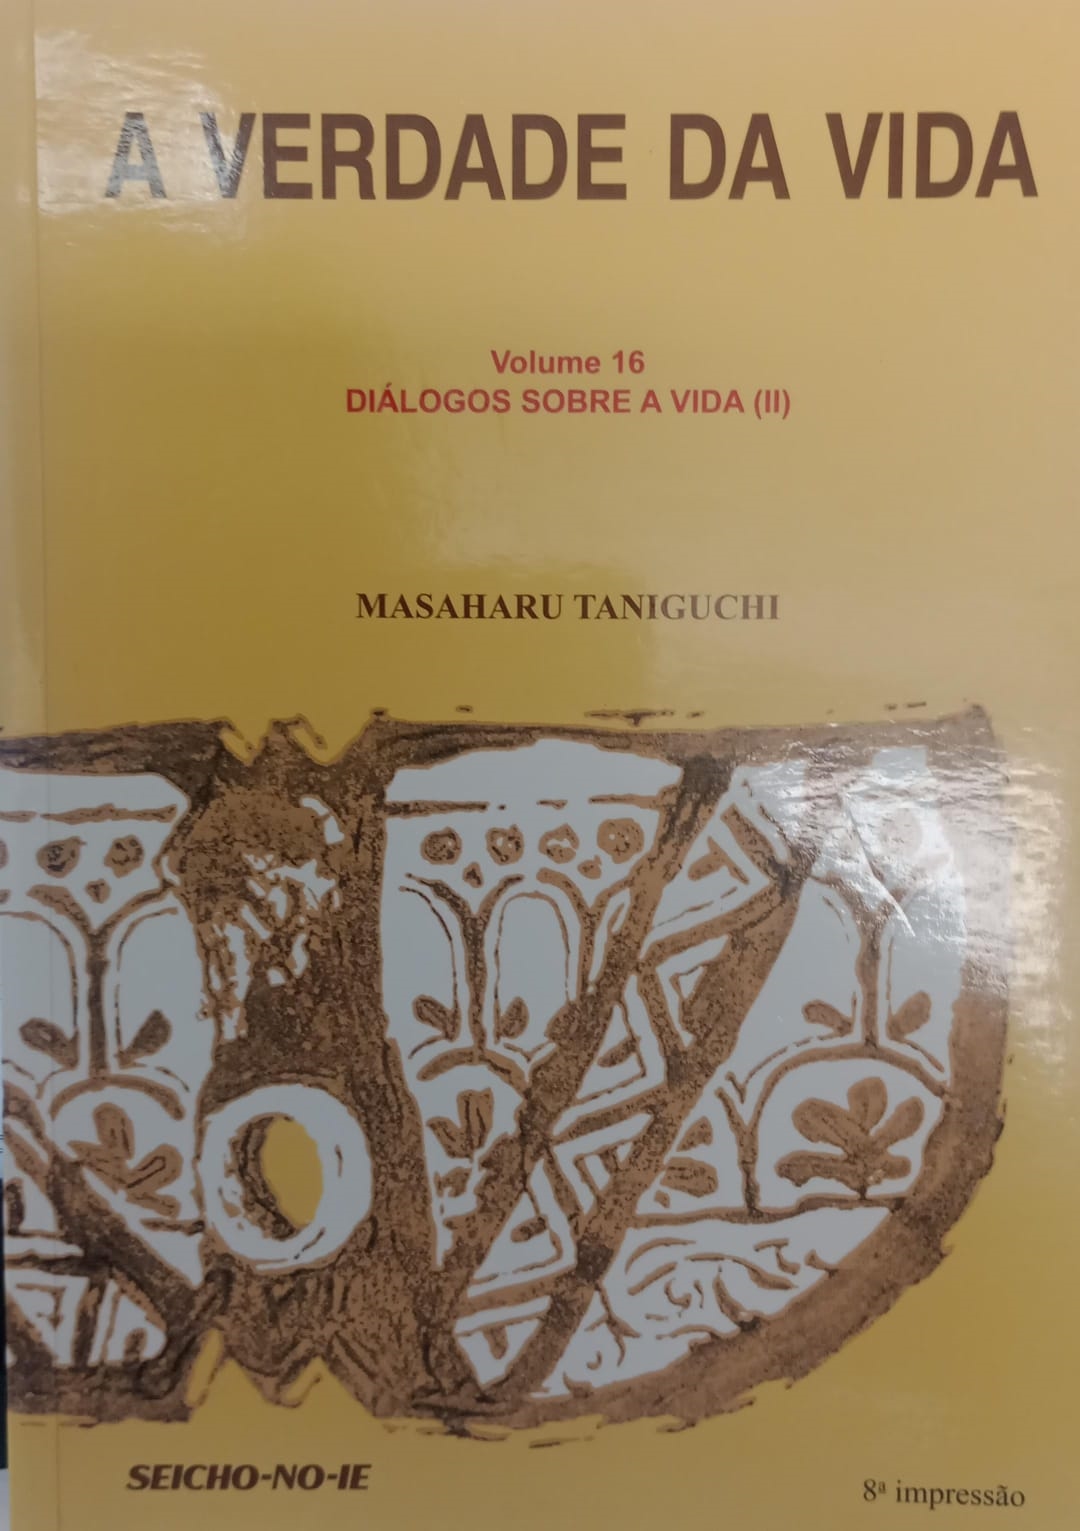 A VERDADE DA VIDA
Volume 16
DIÁLOGOS SOBRE A VIDA (II)
MASAHARU TANIGUCHI
SEICHO-NO-IE
8ª impressão